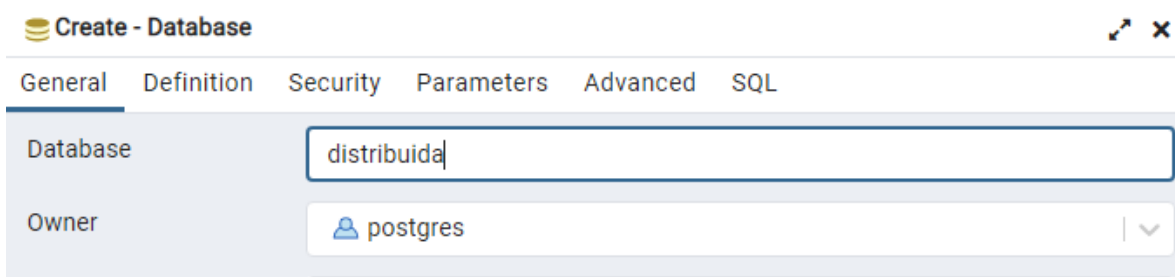 Create - Database
General Definition Security Parameters Advanced SQL
Database
distribuida
Owner
postgres